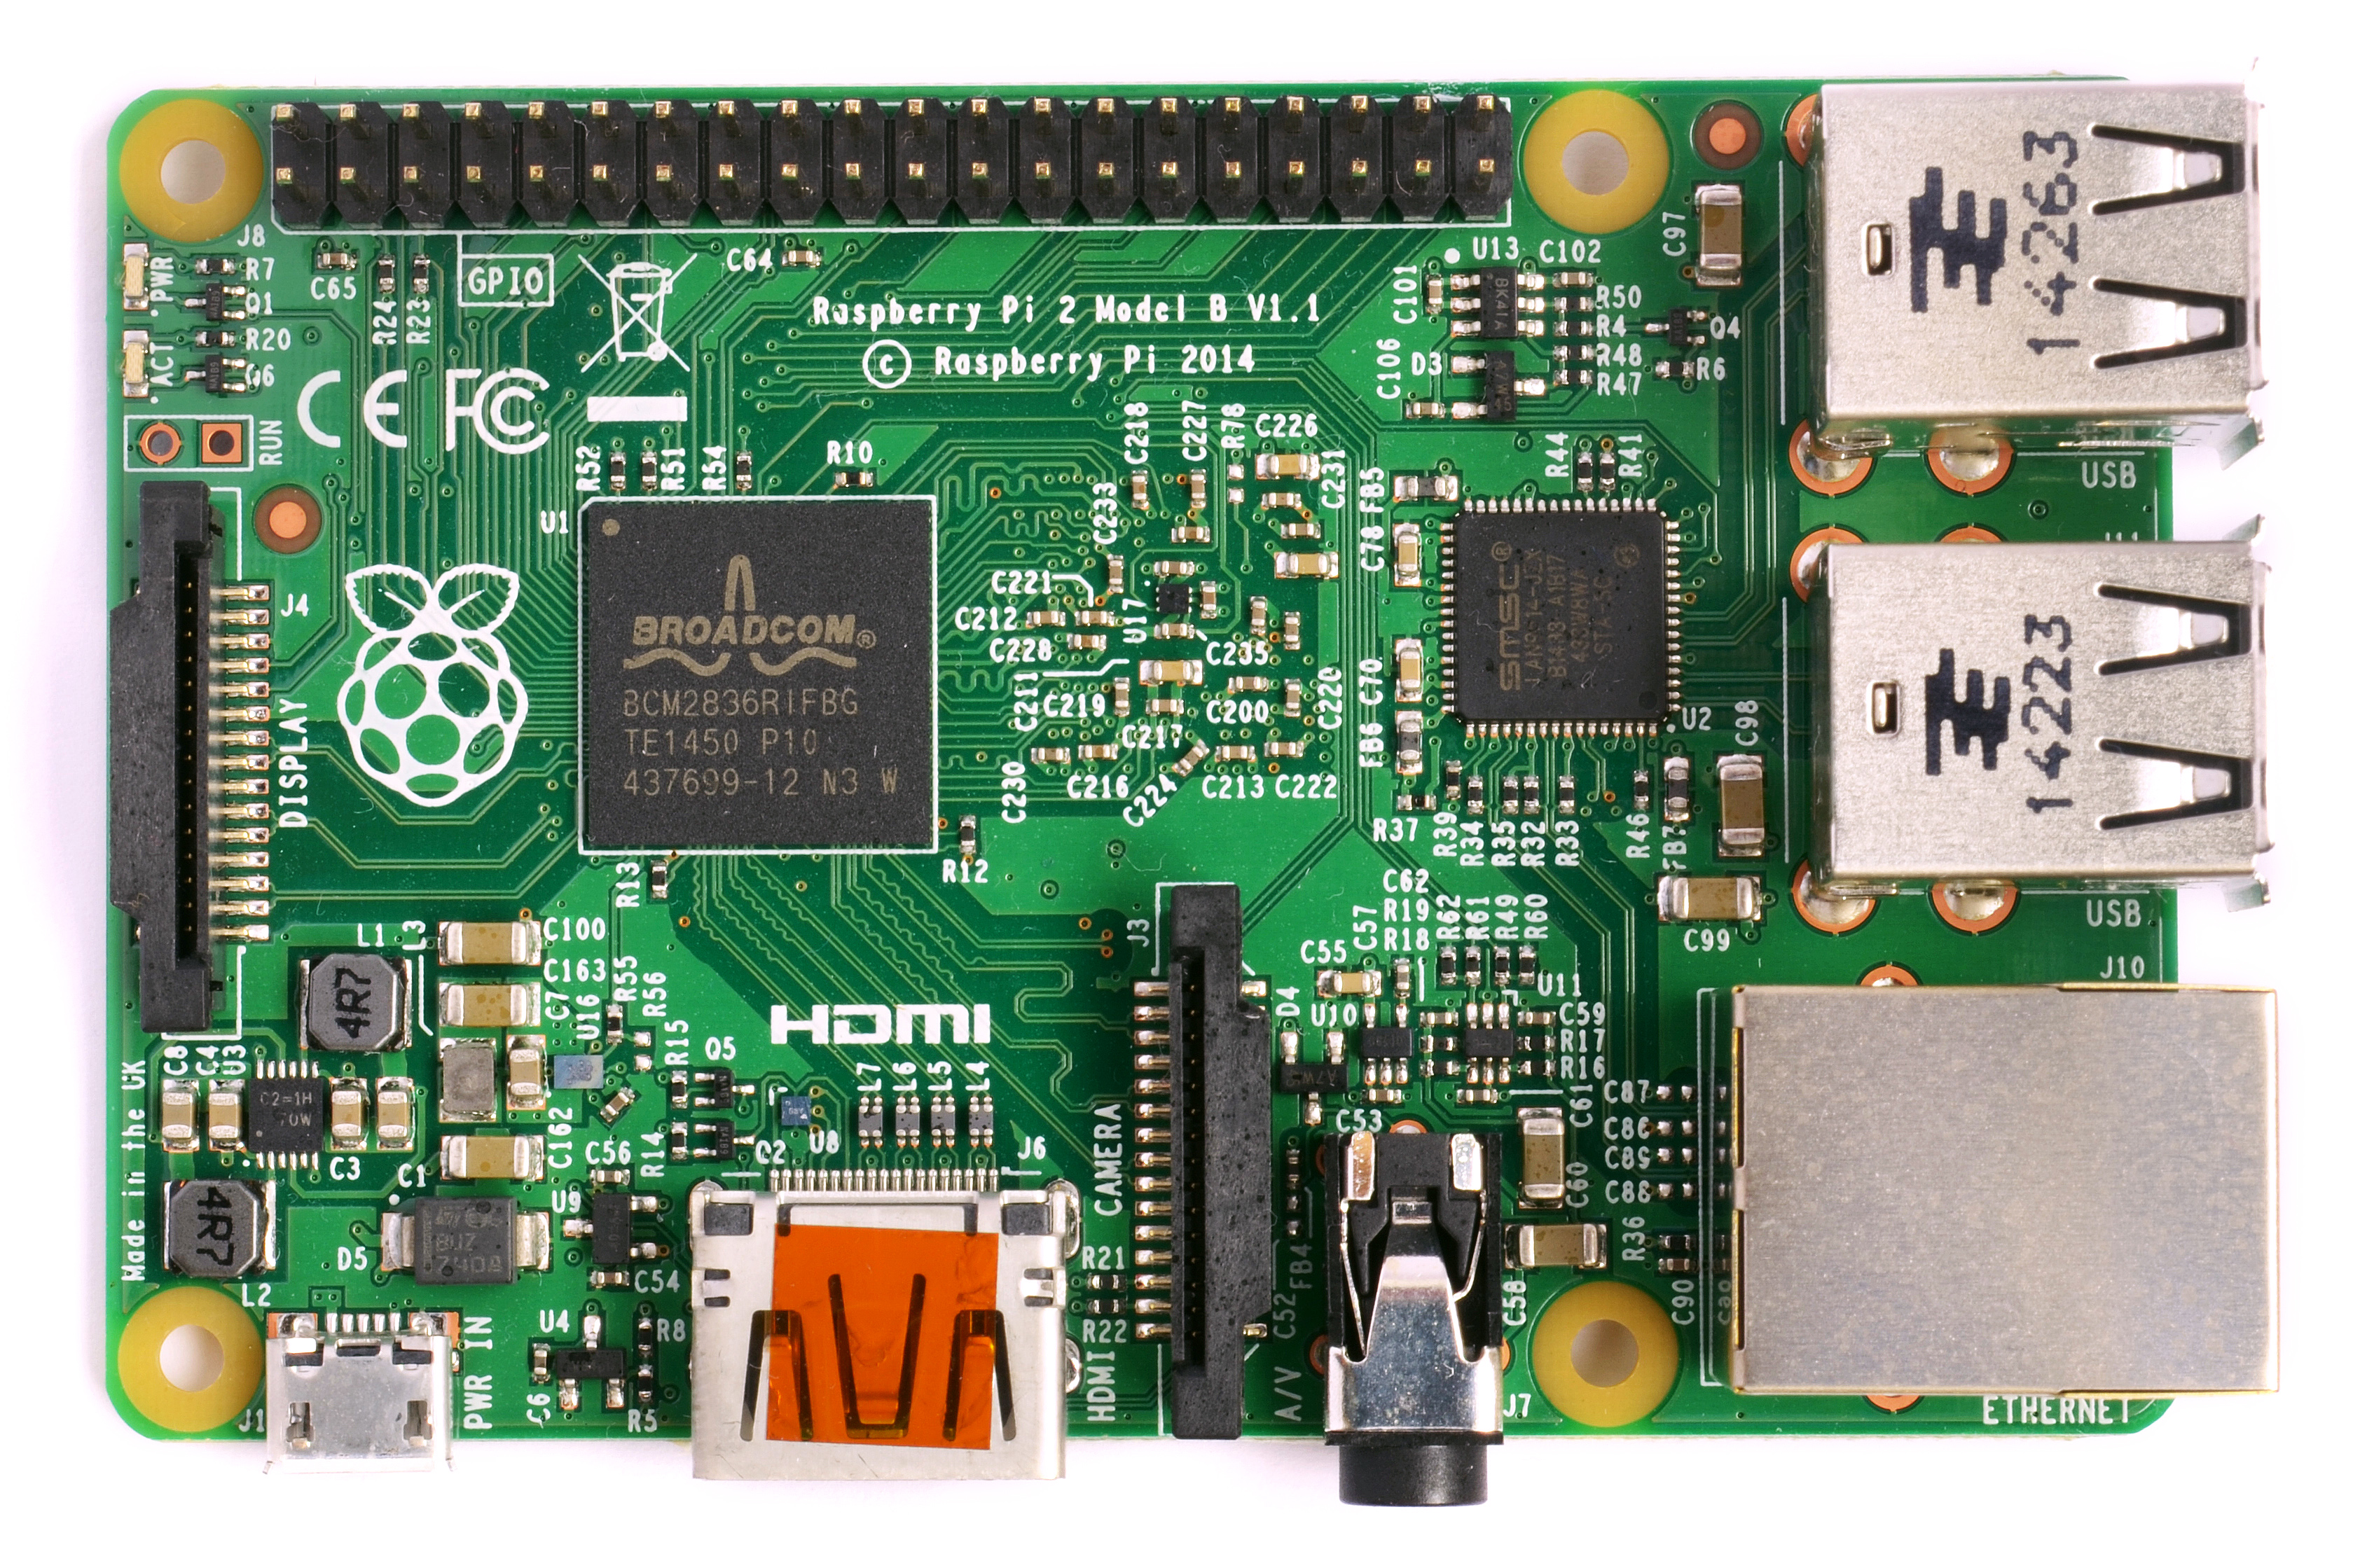 J8
PWR
R7
Q1
R20
ACT
Q6
RUN
C65
R24
R23
GPIO
C64
Raspberry Pi 2 Model B V1.1
© Raspberry Pi 2014
CE FC
R52
R51
R54
R10
U1
BROADCOM®
BCM2836RIFBG
TE1450 P10
437699-12 N3 W
J4
DISPLAY
R13
R12
C218
C227
R78
C226
C231
C233
C221
C212
C228
U17
C235
C211
C219
C200
C220
C217
C230
C216
C224
C213
C222
U13
C102
C101
R50
R4
R48
R47
C106
D3
Q4
R6
C97
14263
USB
R44
R41
FB5
C78
C70
FB6
smsc®
U2
C98
14223
USB
R37
R39
R34
R35
R32
R33
R46
FB7
C99
J10
L1
L3
4R7
C100
C163
C7
U16
R55
R56
R15
Q5
HDMI
L7
L6
L5
L4
C8
C4
U3
C2=1H
70W
C3
C1
C162
C56
R14
Q2
U8
J6
Made in the UK
4R7
L2
D5
U9
C54
U4
R8
C6
R5
J1
PWR IN
J3
CAMERA
R21
R22
HDMI
C62
R19
R18
C57
C55
R62
R61
R49
R60
D4
U10
U11
C59
R17
R16
A7W
C53
C61
C60
C87
C86
C89
C88
R36
C90
FB4
C52
C58
A/V
J7
ETHERNET